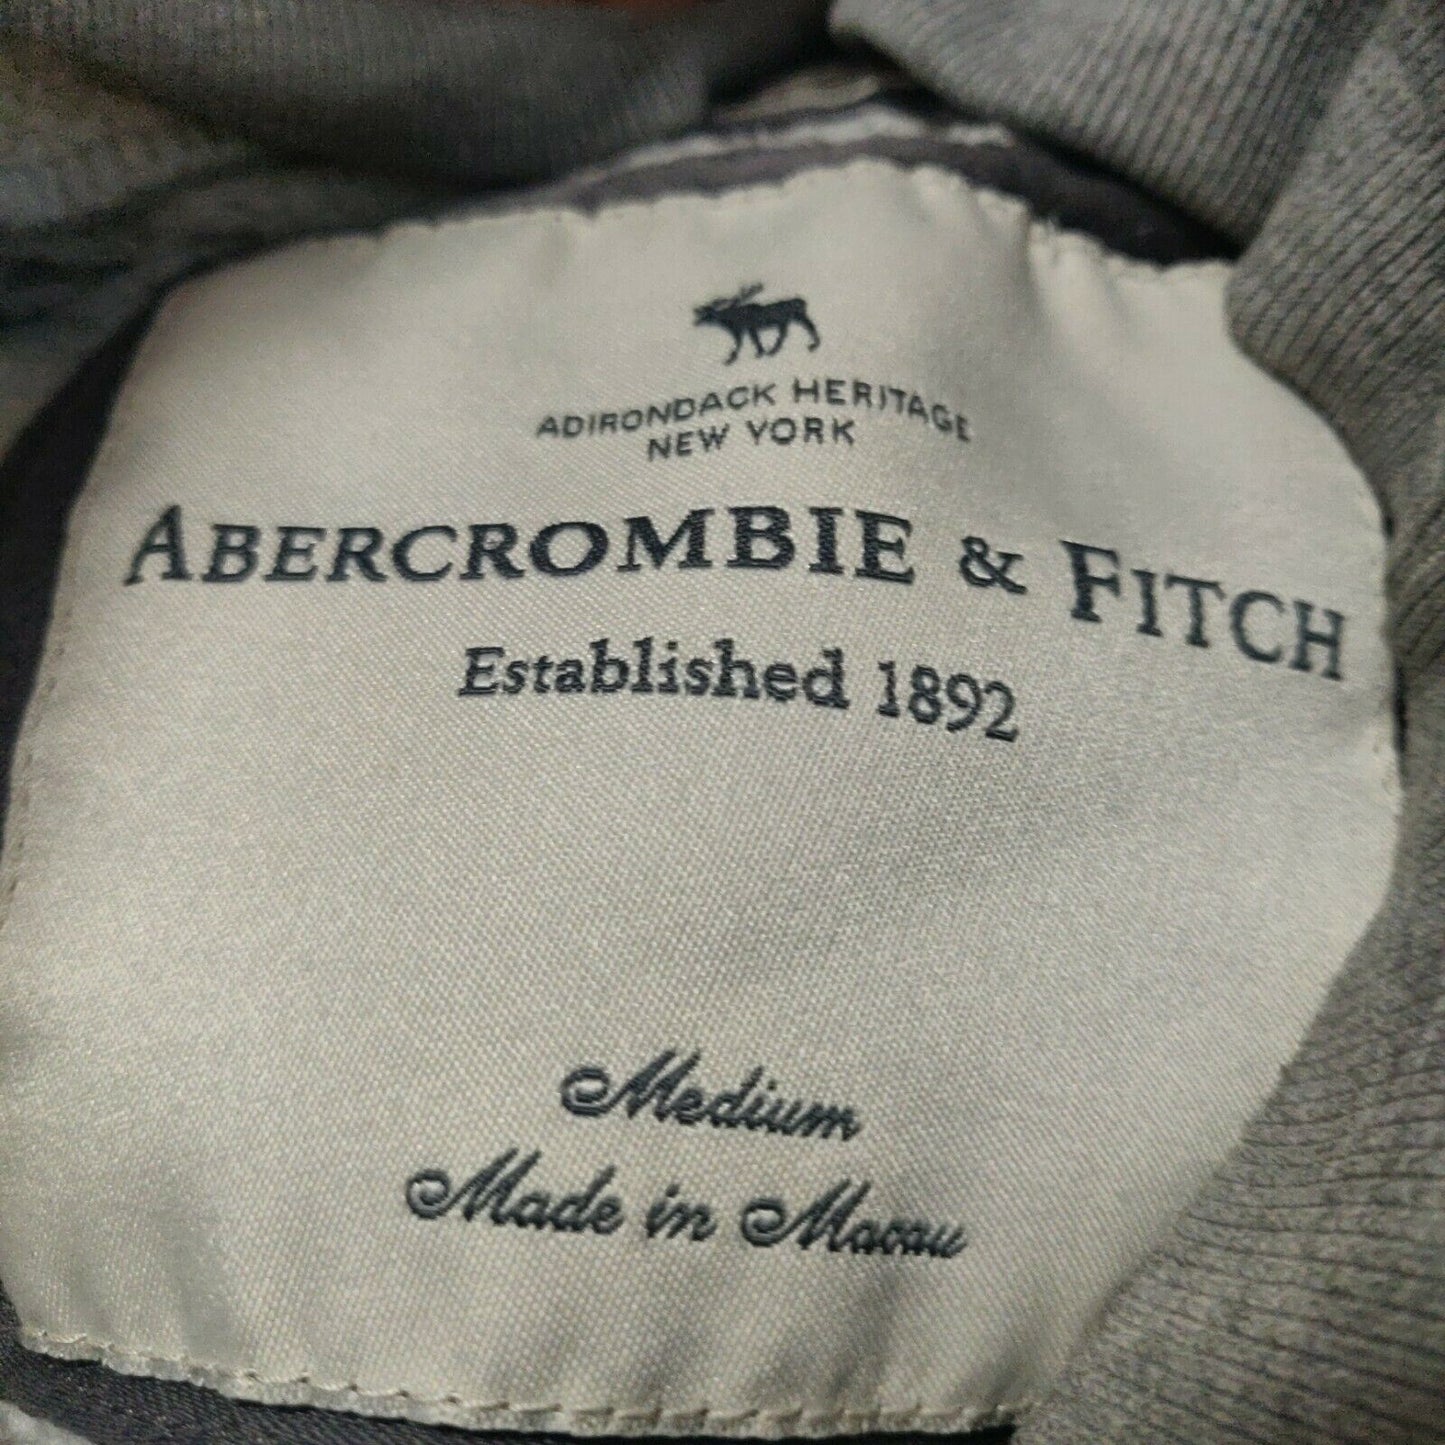 ADIRONDACK HERITAGE
NEW YORK
ABERCROMBIE & FITCH
Established 1892
Medium
Made in Macau